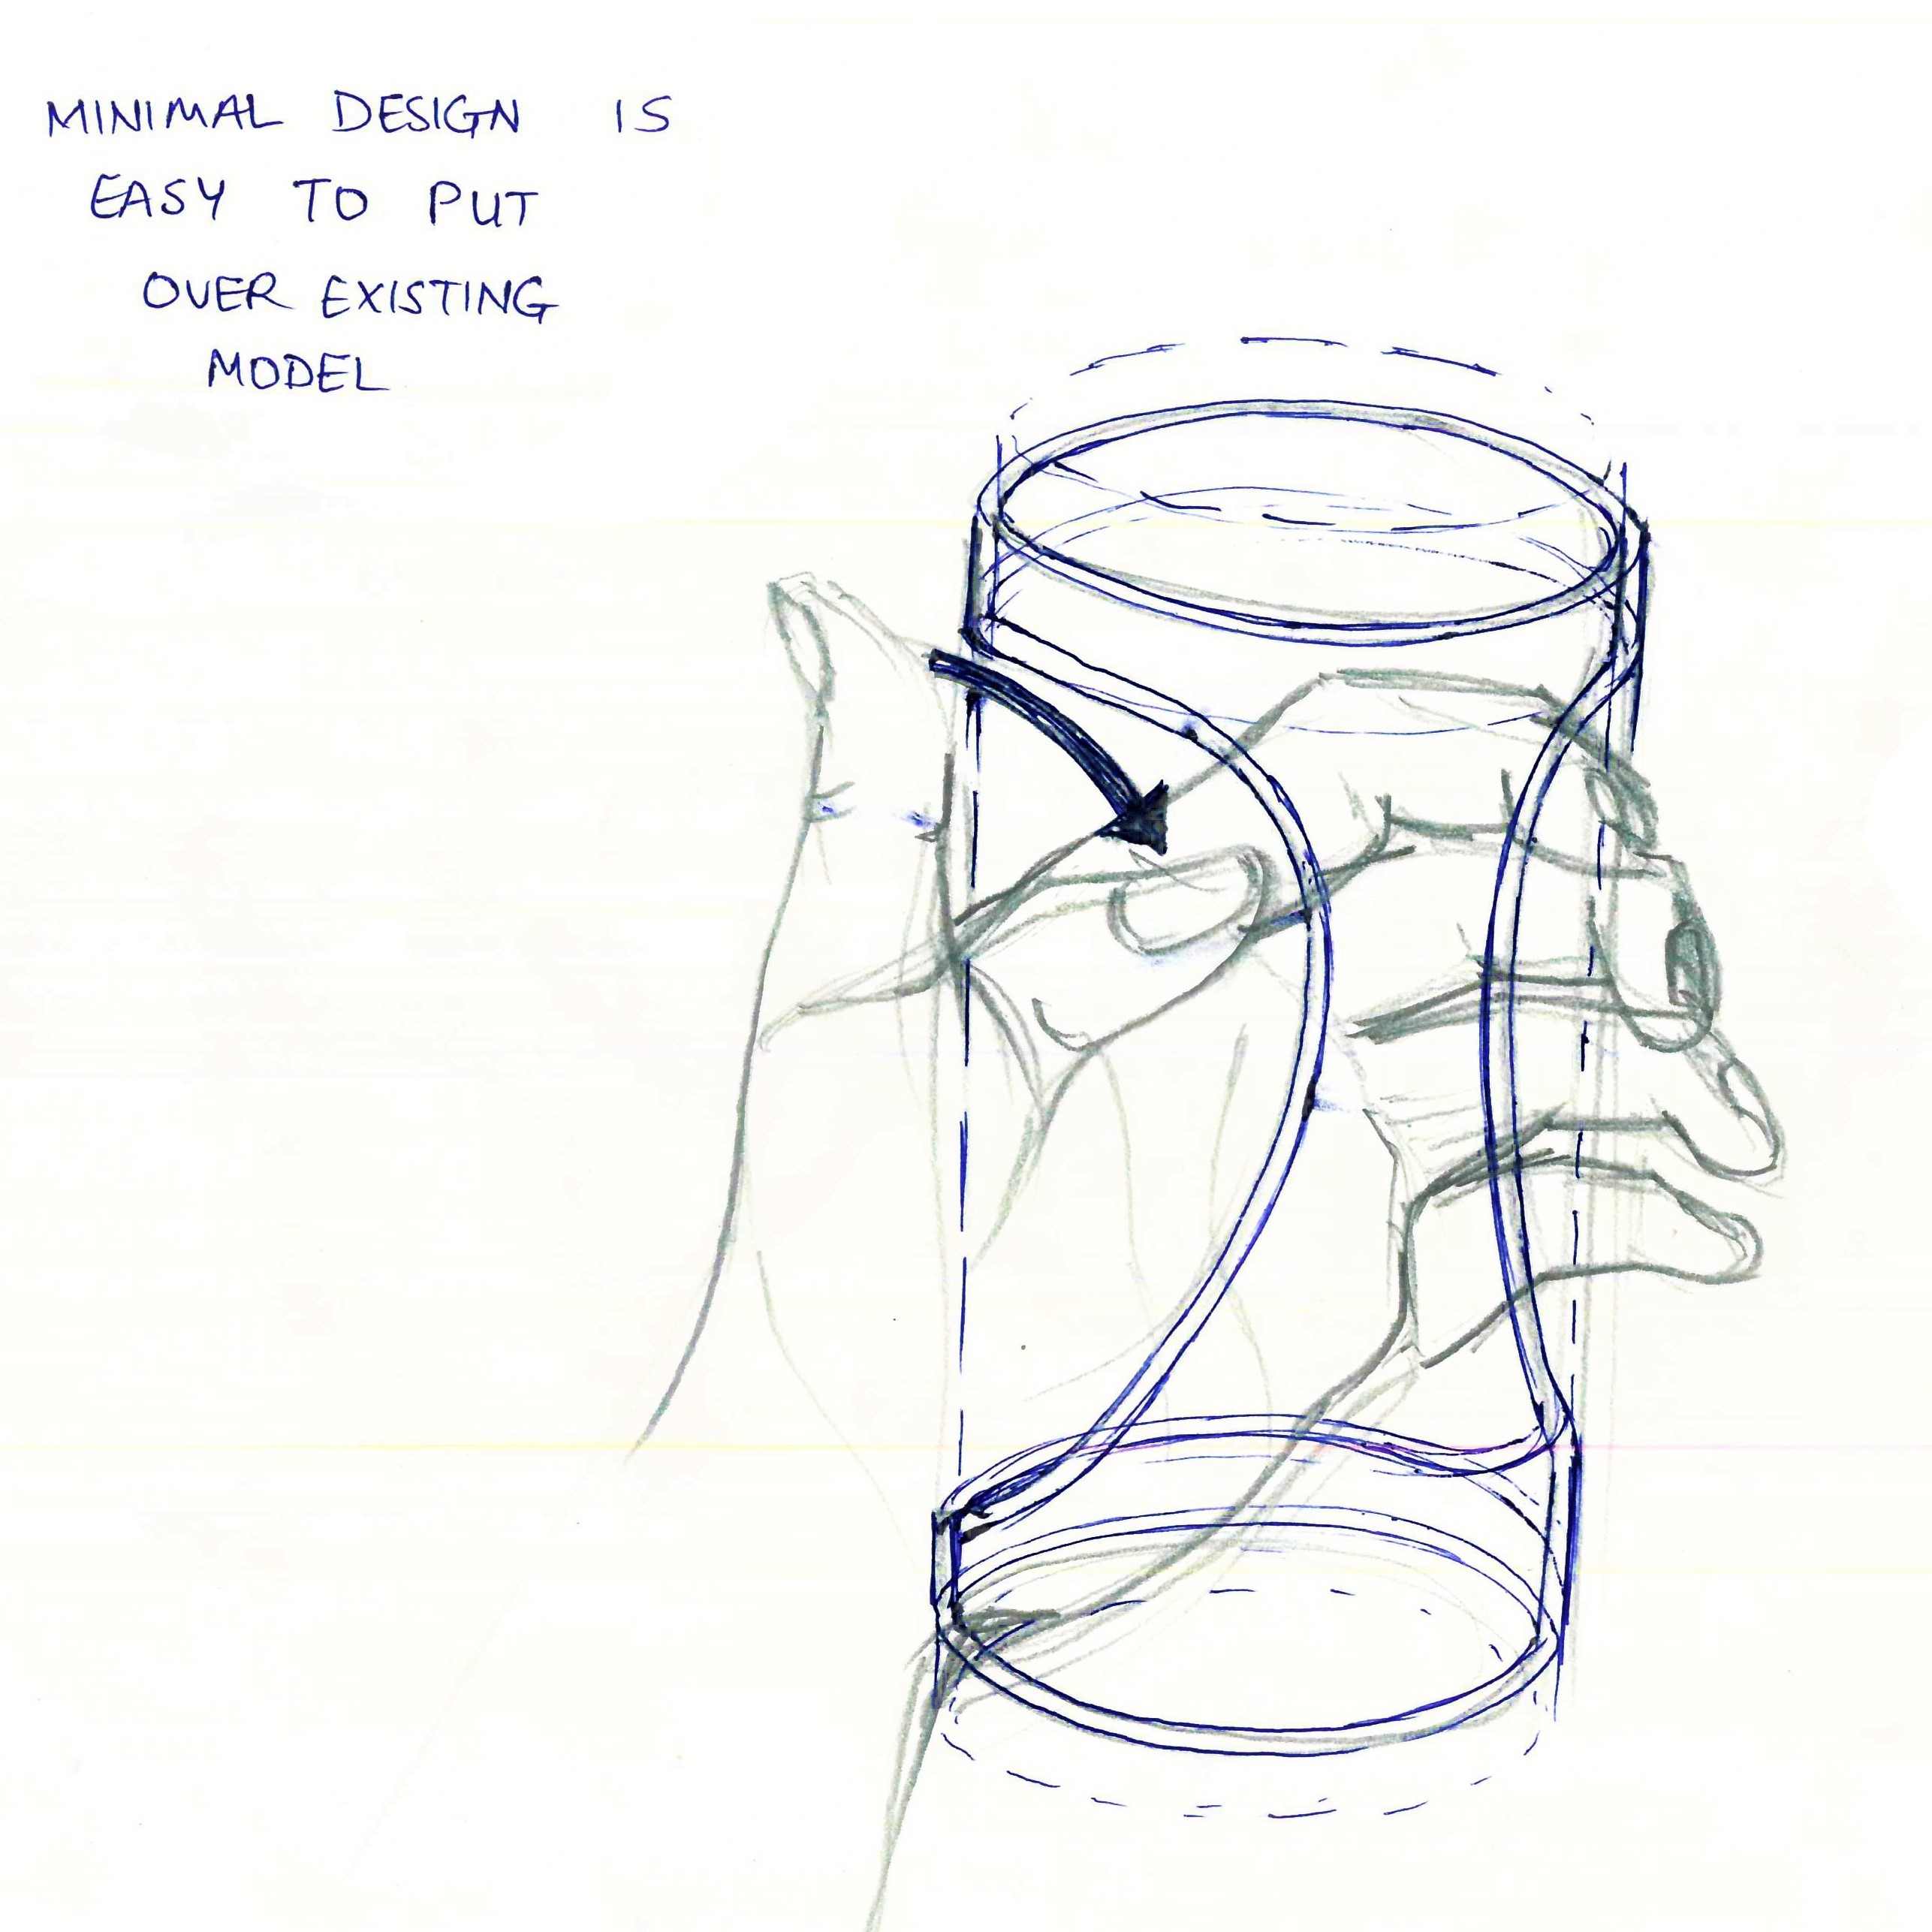 MINIMAL DESIGN IS
EASY TO PUT
OVER EXISTING
MODEL